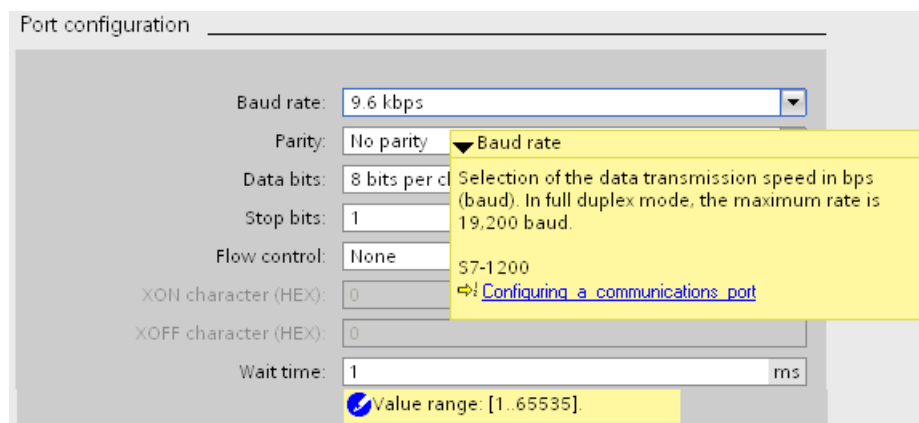 Port configuration
Baud rate: 9.6 kbps
Parity: No parity
Baud rate
Data bits: 8 bits per cl
Selection of the data transmission speed in bps
(baud). In full duplex mode, the maximum rate is
19,200 baud.
Stop bits: 1
Flow control: None
S7-1200
Configuring a communications port
XON character (HEX): 0
XOFF character (HEX): 0
Wait time: 1 ms
Value range: [1..65535].